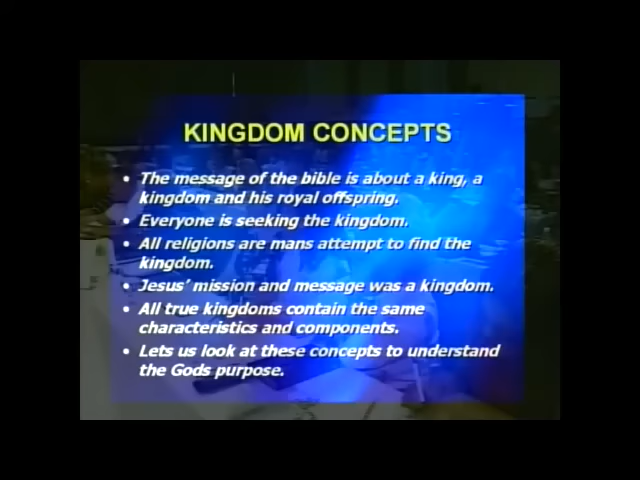 KINGDOM CONCEPTS
• The message of the bible is about a king, a
kingdom and his royal offspring.
• Everyone is seeking the kingdom.
• All religions are mans attempt to find the
kingdom.
• Jesus' mission and message was a kingdom.
• All true kingdoms contain the same
characteristics and components.
• Lets us look at these concepts to understand
the Gods purpose.